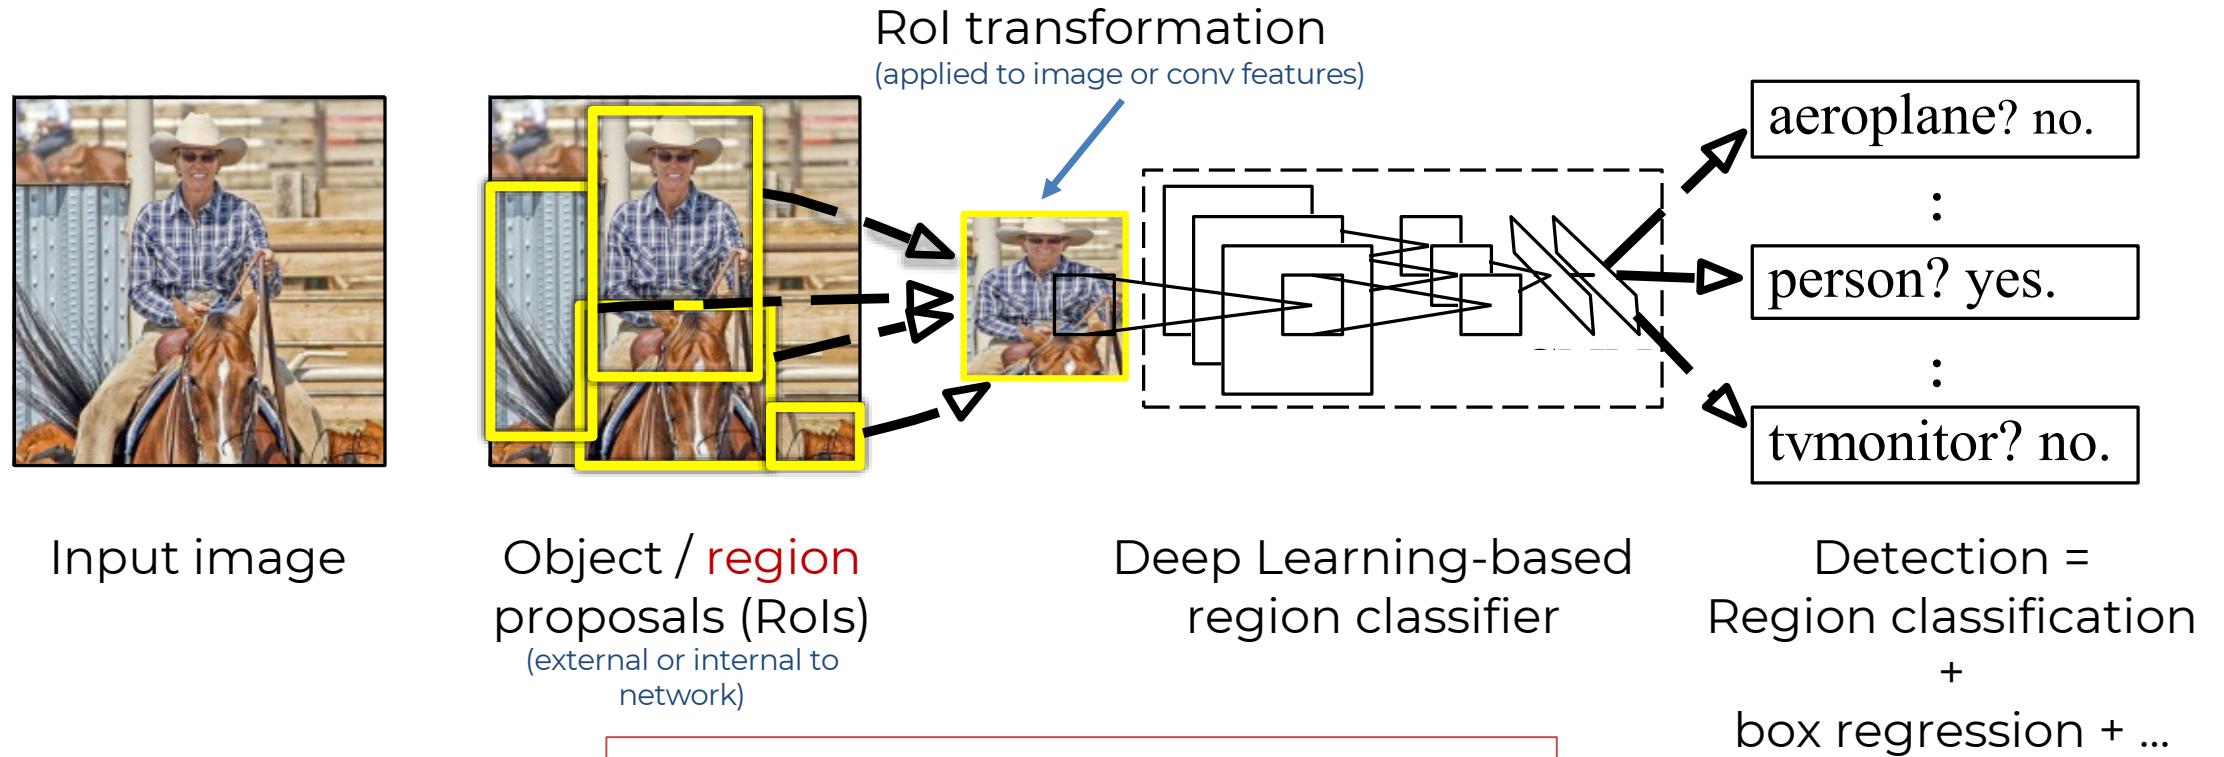 RoI transformation
(applied to image or conv features)
aeroplane? no.
:
person? yes.
:
tvmonitor? no.
Input image
Object / region
proposals (RoIs)
(external or internal to
network)
Deep Learning-based
region classifier
Detection =
Region classification
+
box regression + ...